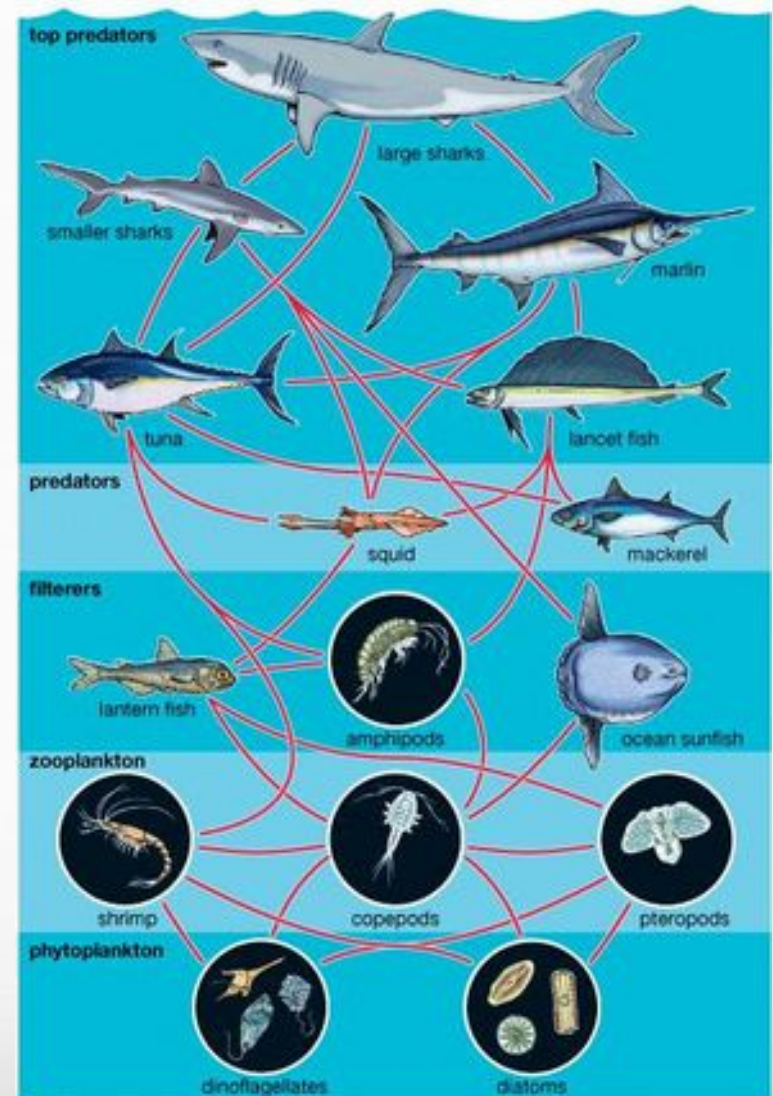 top predators
large sharks
smaller sharks
marlin
tuna
lancet fish
predators
squid
mackerel
filterers
lantern fish
amphipods
ocean sunfish
zooplankton
shrimp
copepods
pteropods
phytoplankton
dinoflagellates
diatoms